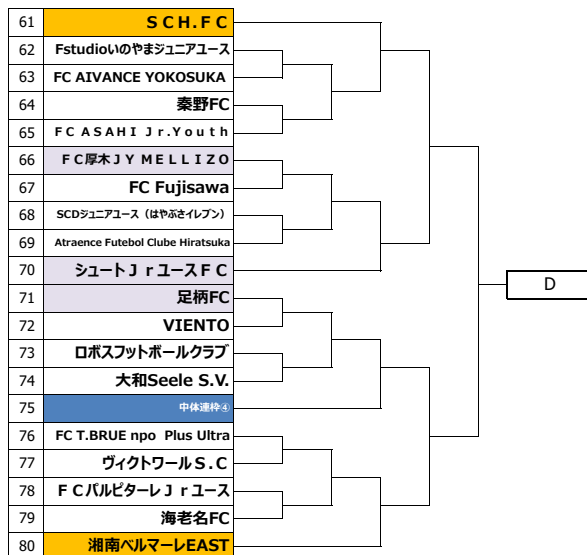 61 ＳＣＨ.ＦＣ
62 Fstudioいのやまジュニアユース
63 FC AIVANCE YOKOSUKA
64 秦野FC
65 ＦＣ ＡＳＡＨＩ Ｊｒ.Ｙｏｕｔｈ
66 ＦＣ厚木ＪＹ ＭＥＬＬＩＺＯ
67 FC Fujisawa
68 SCDジュニアユース（はやぶさイレブン）
69 Atraence Futebol Clube Hiratsuka
70 シュートＪｒユースＦＣ
71 足柄FC
72 VIENTO
73 ロボスフットボールクラブ
74 大和Seele S.V.
75 中体連枠④
76 FC T.BRUE npo Plus Ultra
77 ヴィクトワールＳ.Ｃ
78 ＦＣパルピターレＪｒユース
79 海老名FC
80 湘南ベルマーレEAST
D